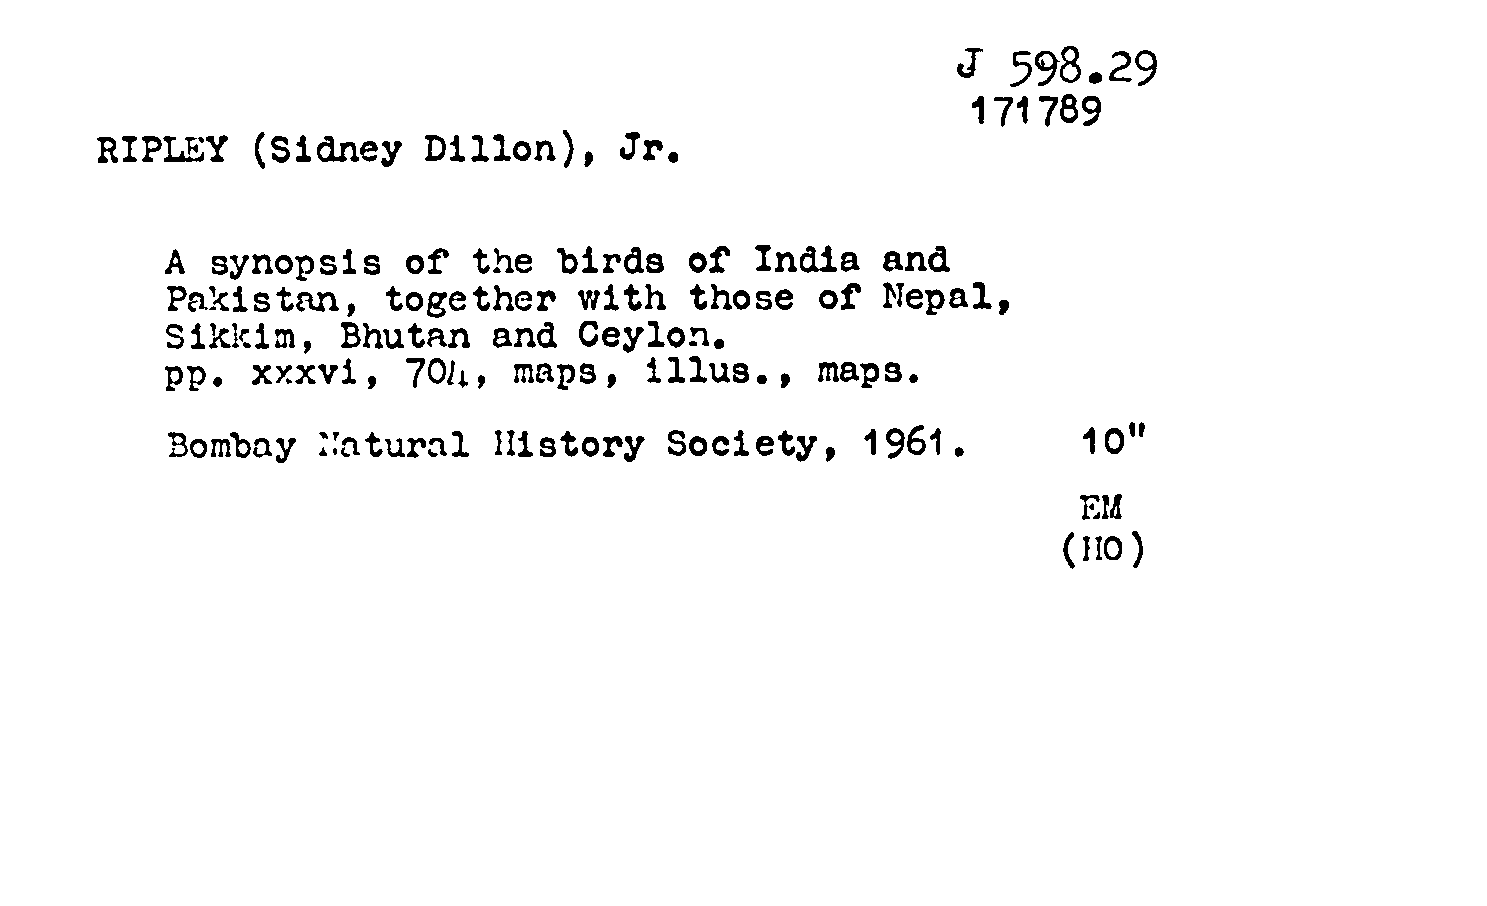 J 598.29
171789
RIPLEY (Sidney Dillon), Jr.
A synopsis of the birds of India and
Pakistan, together with those of Nepal,
Sikkim, Bhutan and Ceylon.
pp. xxxvi, 704, maps, illus., maps.
Bombay Natural History Society, 1961. 10"
EM
(HO)